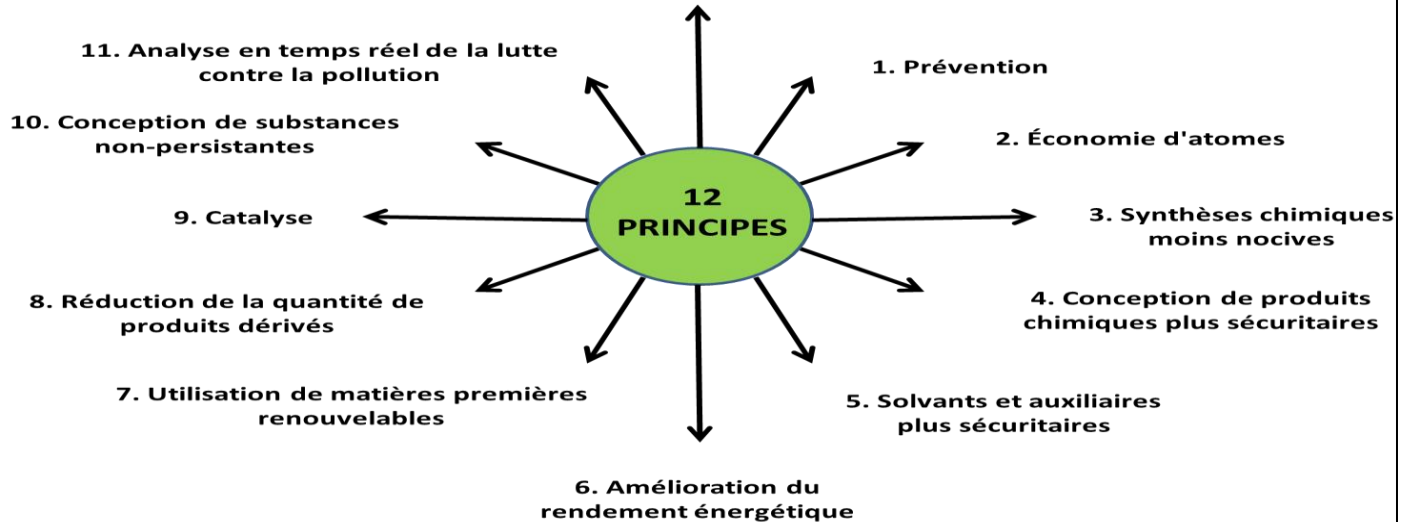 12
PRINCIPES
1. Prévention
2. Économie d'atomes
3. Synthèses chimiques
moins nocives
4. Conception de produits
chimiques plus sécuritaires
5. Solvants et auxiliaires
plus sécuritaires
6. Amélioration du
rendement énergétique
7. Utilisation de matières premières
renouvelables
8. Réduction de la quantité de
produits dérivés
9. Catalyse
10. Conception de substances
non-persistantes
11. Analyse en temps réel de la lutte
contre la pollution